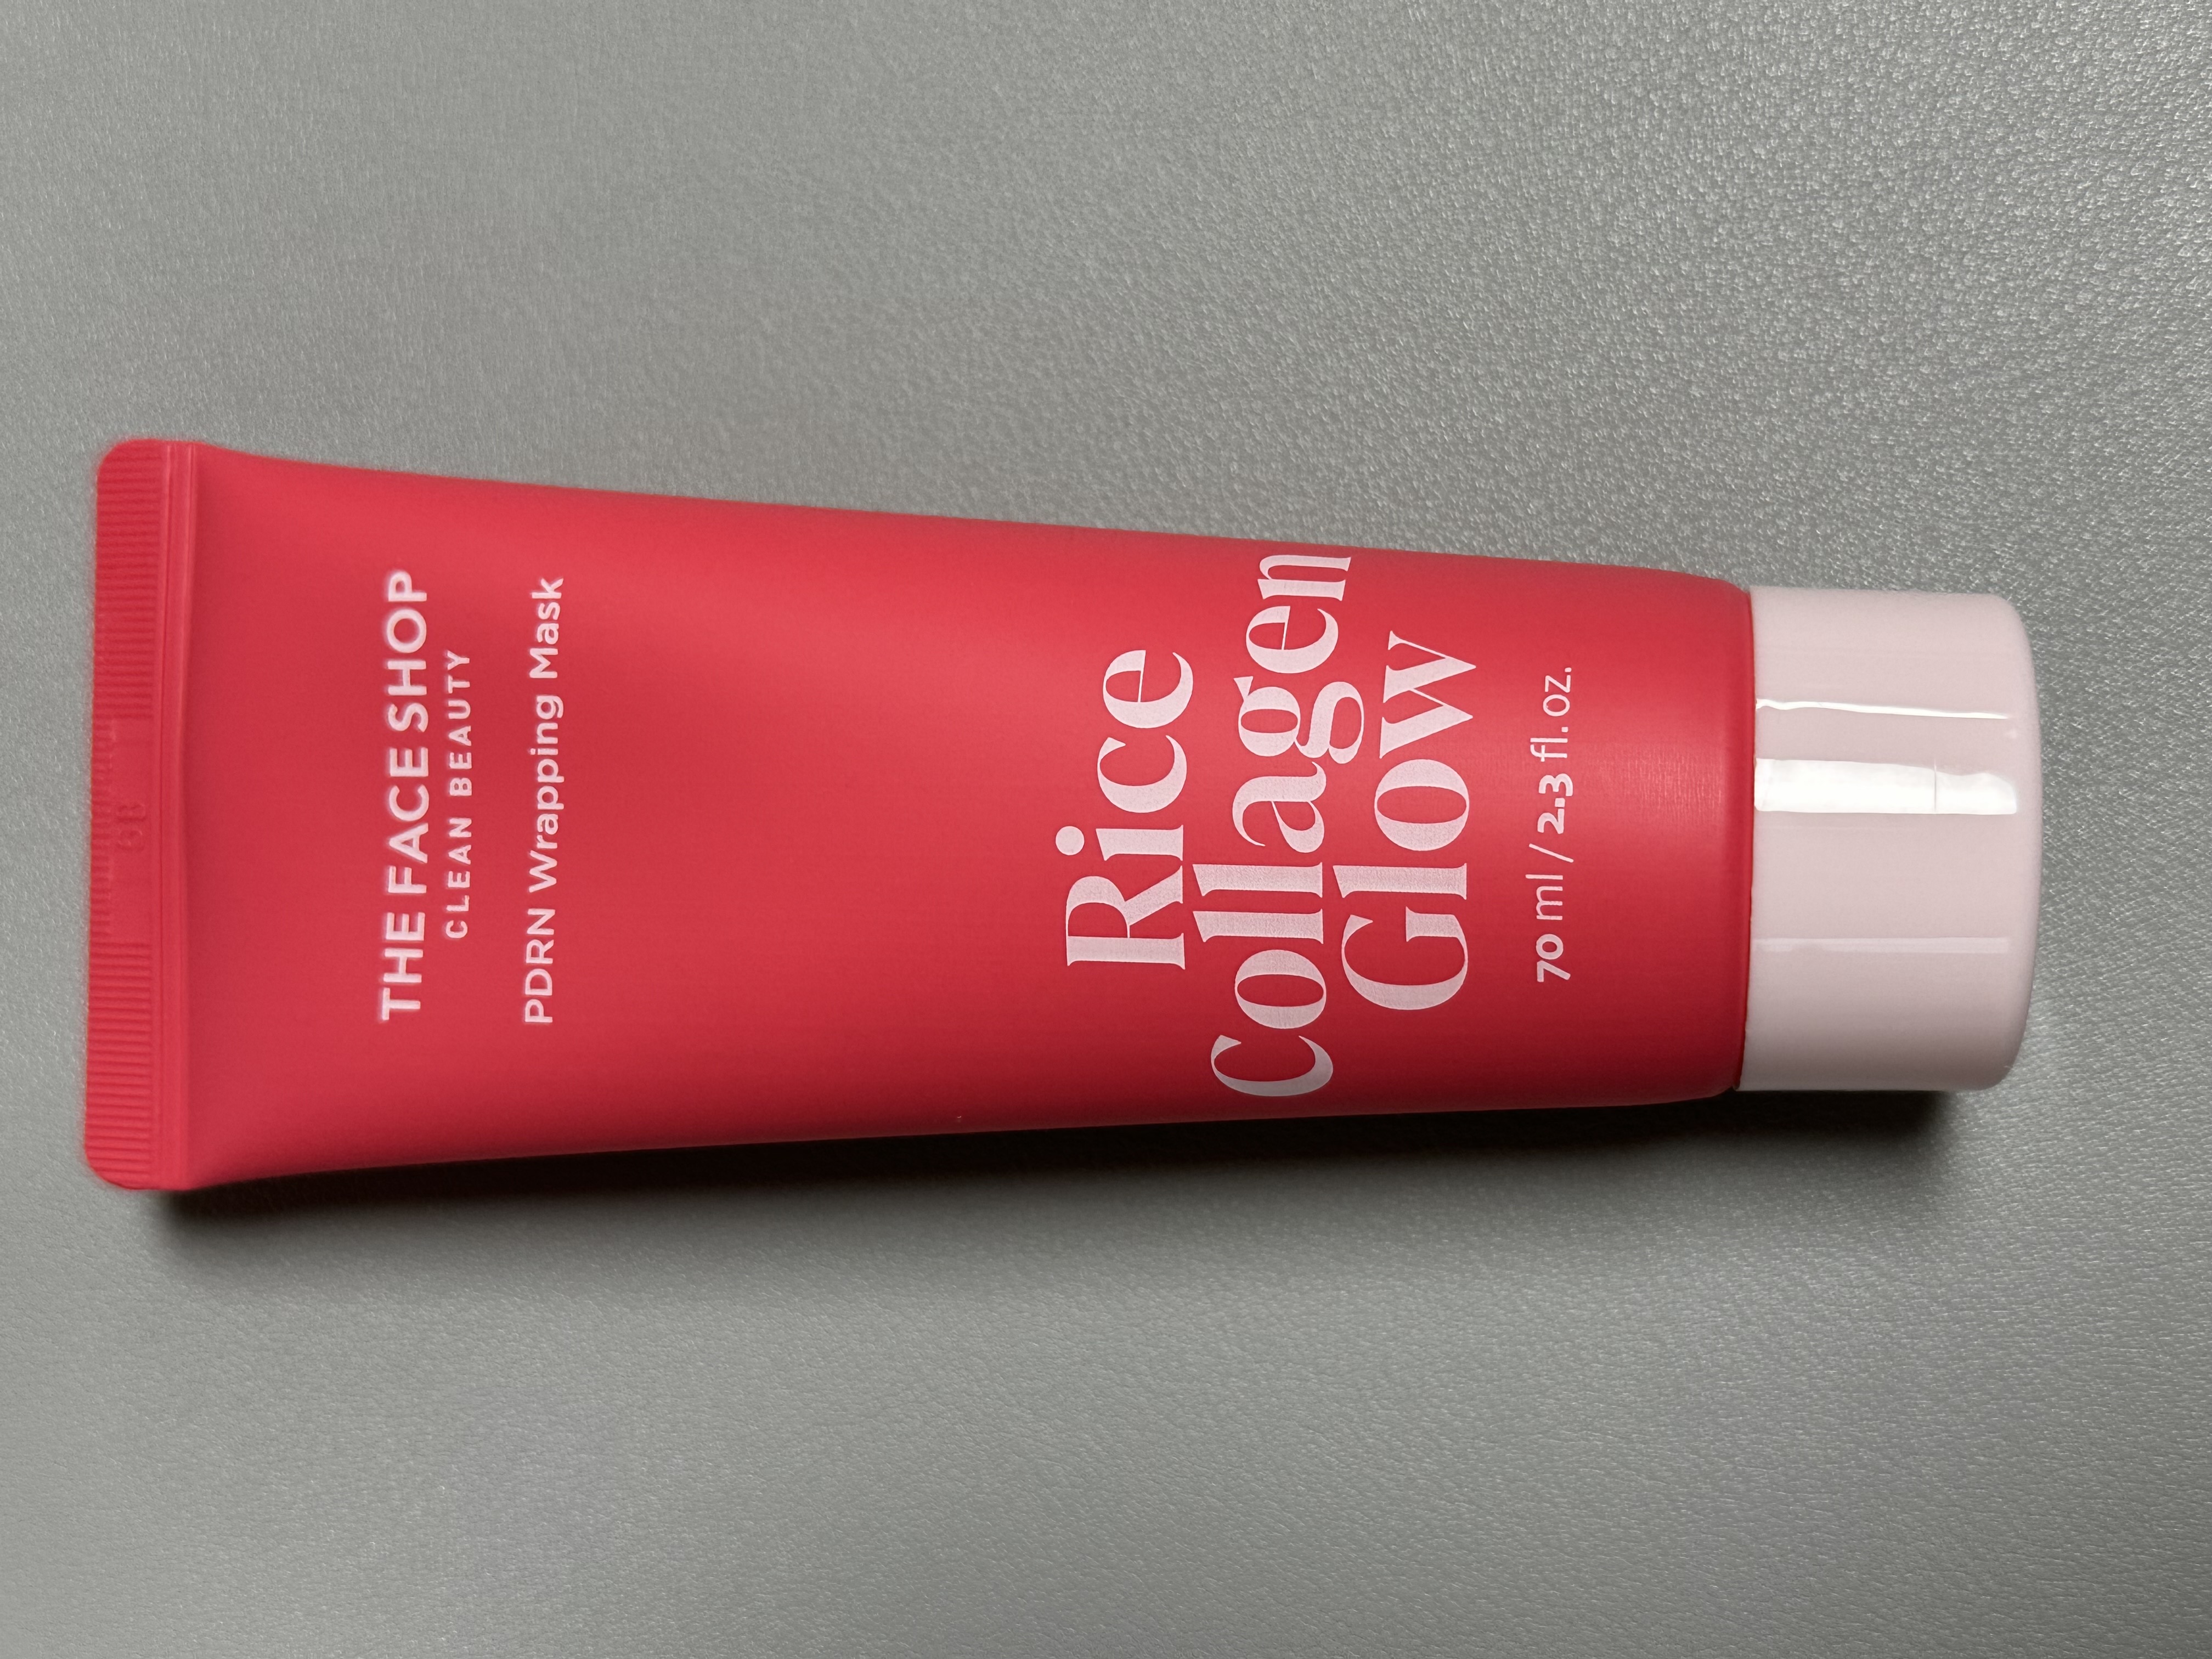 THE FACE SHOP
CLEAN BEAUTY
PDRN Wrapping Mask
Rice
Collagen
Glow
70 ml / 2.3 fl. oz.